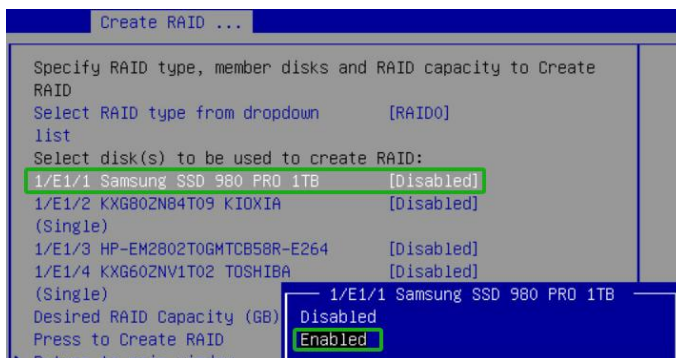 Create RAID ...
Specify RAID type, member disks and RAID capacity to Create
RAID
Select RAID type from dropdown [RAID0]
list
Select disk(s) to be used to create RAID:
1/E1/1 Samsung SSD 980 PRO 1TB [Disabled]
1/E1/2 KXG80ZN84T09 KIOXIA [Disabled]
(Single)
1/E1/3 HP-EM2802T0GMTCB58R-E264 [Disabled]
1/E1/4 KXG60ZNV1T02 TOSHIBA [Disabled]
(Single)
1/E1/1 Samsung SSD 980 PRO 1TB
Desired RAID Capacity (GB) Disabled
Press to Create RAID Enabled